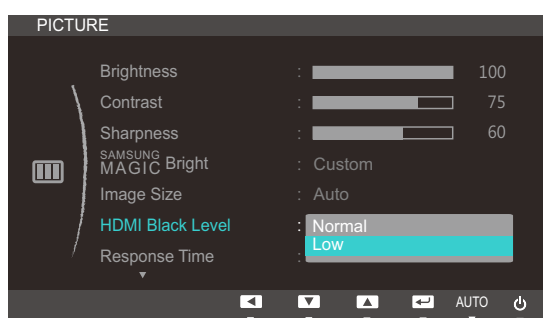 PICTURE
Brightness : 100
Contrast : 75
Sharpness : 60
SAMSUNG MAGIC Bright : Custom
Image Size : Auto
HDMI Black Level : Normal
Low
Response Time :
AUTO